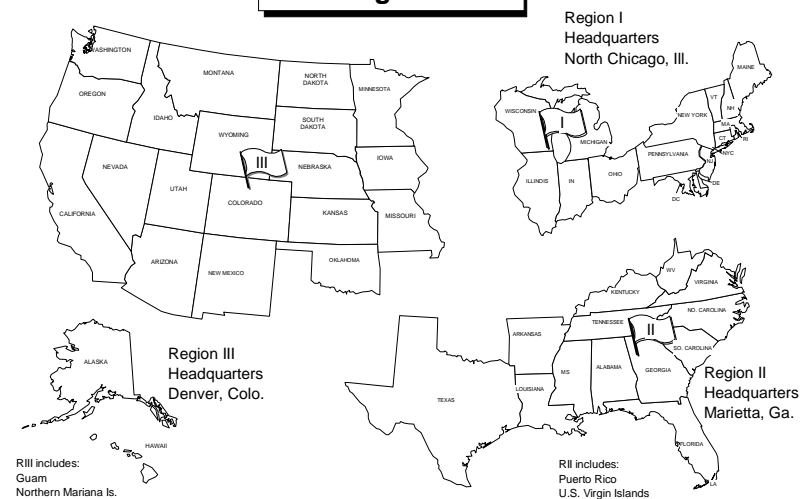 Region I
Headquarters
North Chicago, Ill.
WASHINGTON
MONTANA
NORTH
DAKOTA
MINNESOTA
OREGON
IDAHO
SOUTH
DAKOTA
WYOMING
III
NEBRASKA
IOWA
NEVADA
UTAH
COLORADO
KANSAS
MISSOURI
CALIFORNIA
ARIZONA
NEW MEXICO
OKLAHOMA
MAINE
WISCONSIN
I
MICHIGAN
VT
NH
NEW YORK
MA
CT
RI
PENNSYLVANIA
NYC
NJ
ILLINOIS
IN
OHIO
DE
DC
WV
VIRGINIA
KENTUCKY
NO. CAROLINA
TENNESSEE
II
ARKANSAS
SO. CAROLINA
MS
ALABAMA
GEORGIA
LOUISIANA
TEXAS
FLORIDA
LA
Region II
Headquarters
Marietta, Ga.
ALASKA
Region III
Headquarters
Denver, Colo.
HAWAII
RIII includes:
Guam
Northern Mariana Is.
RII includes:
Puerto Rico
U.S. Virgin Islands